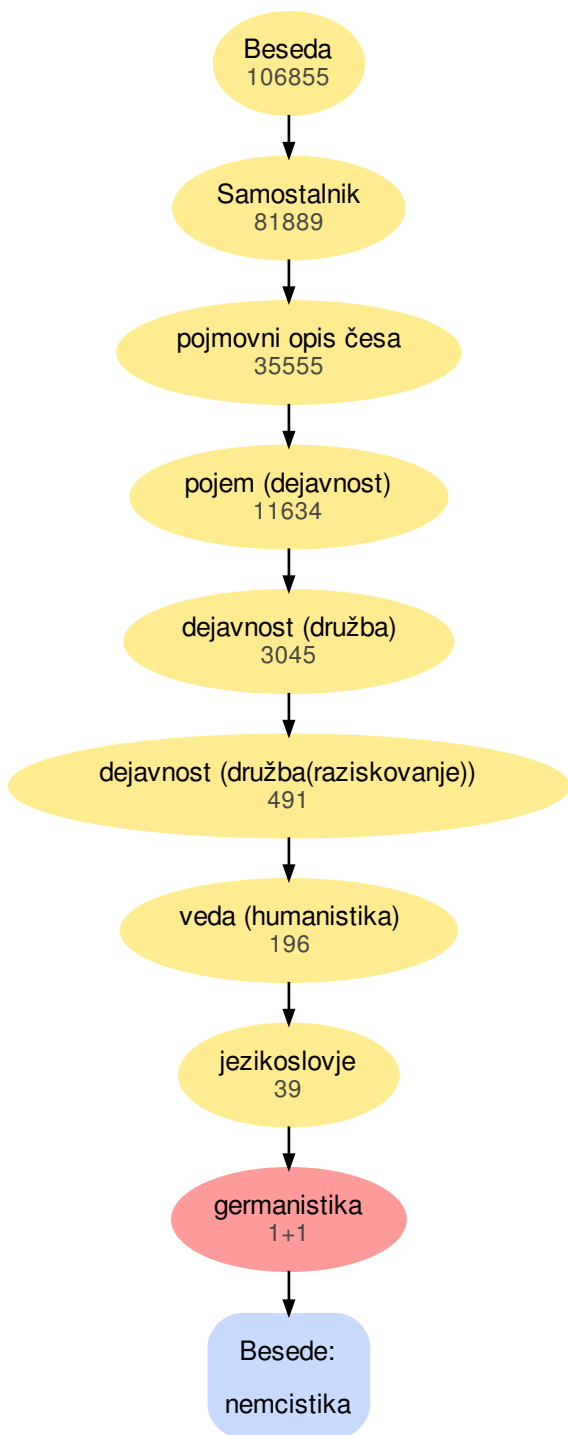 Beseda
106855
Samostalnik
81889
pojmovni opis česa
35555
pojem (dejavnost)
11634
dejavnost (družba)
3045
dejavnost (družba(raziskovanje))
491
veda (humanistika)
196
jezikoslovje
39
germanistika
1+1
Besede:
nemcistika